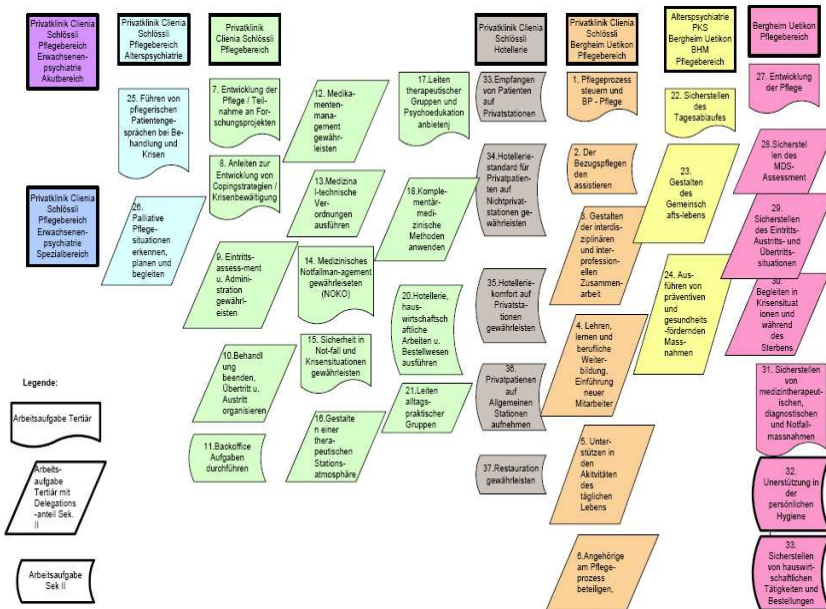 Privatklinik Clienia
Schlössli
Pflegebereich
Erwachsenen-
psychiatrie
Akutbereich
Privatklinik Clienia
Schlössli
Pflegebereich
Erwachsenen-
psychiatrie
Spezialbereich
Privatklinik Clienia
Schlössli
Pflegebereich
Alterspsychiatrie
25. Führen von
pflegerischen
Patientenge-
sprächen bei Be-
handlung und
Krisen
26.
Palliative
Pflege-
situationen
erkennen,
planen und
begleiten
Privatklinik
Clienia Schlössli
Pflegebereich
7. Entwicklung der
Pflege / Teil-
nahme an For-
schungsprojekten
8. Anleiten zur
Entwicklung von
Copingstrategien /
Krisenbewältigung
9. Eintritts-
assess-ment
u. Admini-
stration
gewährl-
eisten
10.Behandl
ung
beenden,
Übertritt u.
Austritt
organisieren
11.Backoffice
Aufgaben
durchführen
12. Medika-
menten-
management
gewähr-
leisten
13.Medizina
l-technische
Ver-
ordnungen
ausführen
14. Medizinisches
Notfallman-agement
gewährleiseten
(NOKO)
15. Sicherheit in
Not-fall und
Krisensituationen
gewährleisten
16.Gestalte
n einer
thera-
peutischen
Stations-
atmosphäre
17.Leiten
therapeutischer
Gruppen und
Psychoedukation
anbietenj
18.Komple-
mentär-
medi-
zinische
Methoden
anwenden
20.Hotellerie,
haus-
wirtschaftsch
aftliche
Arbeiten u.
Bestellwesen
ausführen
21.Leiten
alltags-
praktischer
Gruppen
Privatklinik Clienia
Schlössli
Hotellerie
33.Empfangen
von Patienten
auf
Privatstationen
34.Hotellerie-
standard für
Privatpatien
ten auf
Nichtprivat-
stationen ge-
währleisten
35.Hotellerie-
komfort auf
Privatsta-
tionen
gewährleisten
36.
Privatpatienen
auf
Allgemeinen
Stationen
aufnehmen
37.Restauration
gewährleisten
Privatklinik Clienia
Schlössli
Bergheim Uetikon
Pflegebereich
1. Pflegeprozess
steuern und
BP - Pflege
2. Der
Bezugspflegen
den
assistieren
3. Gestalten
der interdis-
ziplinären
und inter-
profession-
ellen
Zusammen-
arbeit
4. Lehren,
lernen und
berufliche
Weiter-
bildung.
Einführung
neuer
Mitarbeiter
5. Unter-
stützen in
den
Akitvitäten
des
täglichen
Lebens
6.Angehörige
am Pflege-
prozess
beteiligen,
Alterspsychiatrie
PKS
Bergheim Uetikon
BHM
Pflegebereich
22. Sicherstellen
des
Tagesablaufes
23.
Gestalten
des
Gemeinsch
afts-lebens
24. Aus-
führen von
präventiven
und
gesundheits
-fördernden
Mass-
nahmen
Bergheim Uetikon
Pflegebereich
27. Entwicklung
der Pflege
28.Sicherst
ellen des
MDS-
Assessment
29.
Sicherstellen
des Eintritts-
Austritts- und
Übertritts-
situationen
30.
Begleiten in
Krisensituat
ionen und
während
des
Sterbens
31. Sicherstellen
von
medizintherapeut-
ischen,
diagnostischen
und Notfall-
massnahmen
32.
Unerstützung in
der
persönlichen
Hygiene
33.
Sicherstellen
von hauswirt-
schaftlichen
Tätigkeiten und
Bestellungen
Legende:
Arbeitsaufgabe Tertiär
Arbeits-
aufgabe
Tertiär mit
Delegations
-anteil Sek.
II
Arbeitsaufgabe
Sek II